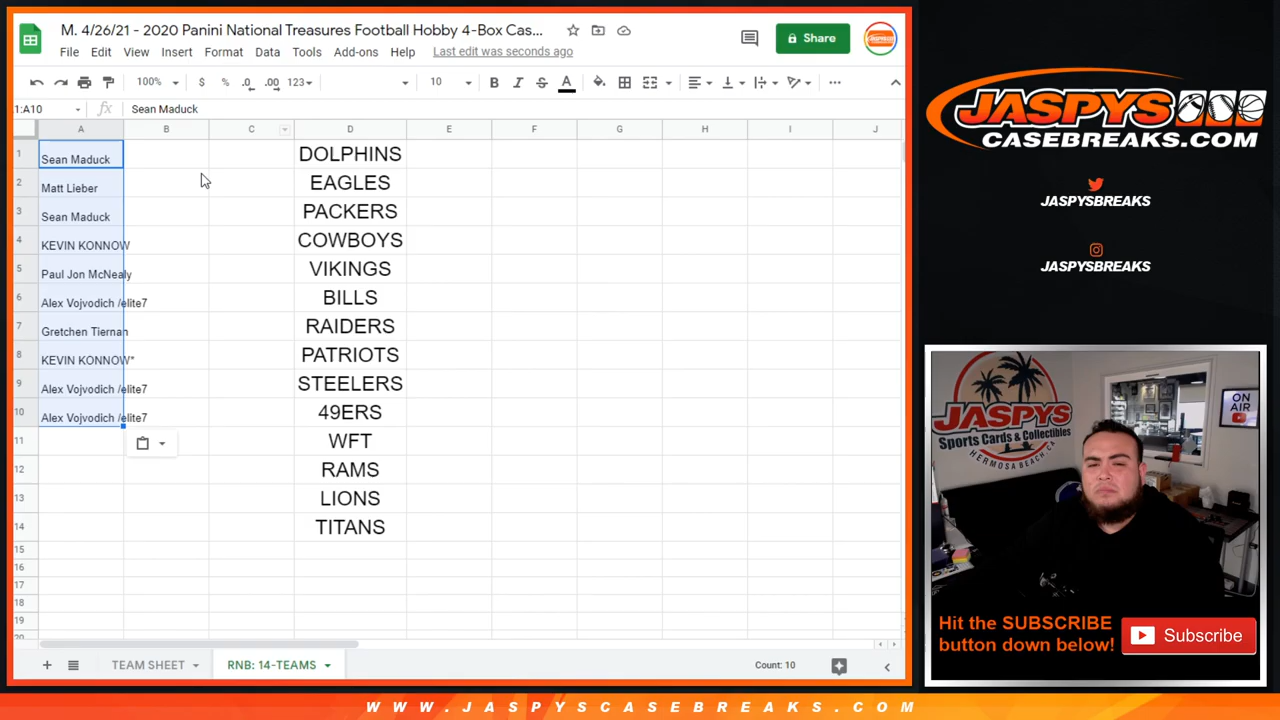 M. 4/26/21 - 2020 Panini National Treasures Football Hobby 4-Box Cas...
File Edit View Insert Format Data Tools Add-ons Help Last edit was seconds ago
Share
100% $ % .0 .00 123 10 B I S A
1:A10 fx Sean Maduck
A B C D E F G H I J
1 Sean Maduck DOLPHINS
2 Matt Lieber EAGLES
3 Sean Maduck PACKERS
4 KEVIN KONNOW COWBOYS
5 Paul Jon McNealy VIKINGS
6 Alex Vojvodich /elite7 BILLS
7 Gretchen Tiernan RAIDERS
8 KEVIN KONNOW* PATRIOTS
9 Alex Vojvodich /elite7 STEELERS
10 Alex Vojvodich /elite7 49ERS
11 WFT
12 RAMS
13 LIONS
14 TITANS
15
16
17
18
19
20
TEAM SHEET RNB: 14-TEAMS Count: 10
JASPYS
CASEBREAKS.COM
JASPYSBREAKS
JASPYSBREAKS
JASPYS
Sports Cards & Collectibles
HERMOSA BEACH, CA
ON
AIR
Hit the SUBSCRIBE
button down below!
Subscribe
WWW.JASPYSCASEBREAKS.COM